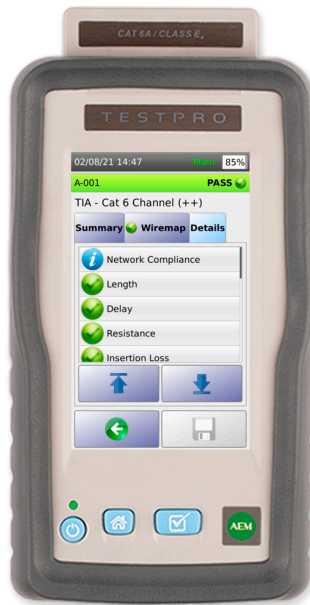 CAT 6A / CLASS EA
TESTPRO
02/08/21 14:47 Main 85%
A-001 PASS
TIA - Cat 6 Channel (++)
Summary Wiremap Details
i Network Compliance
Length
Delay
Resistance
Insertion Loss
AEM